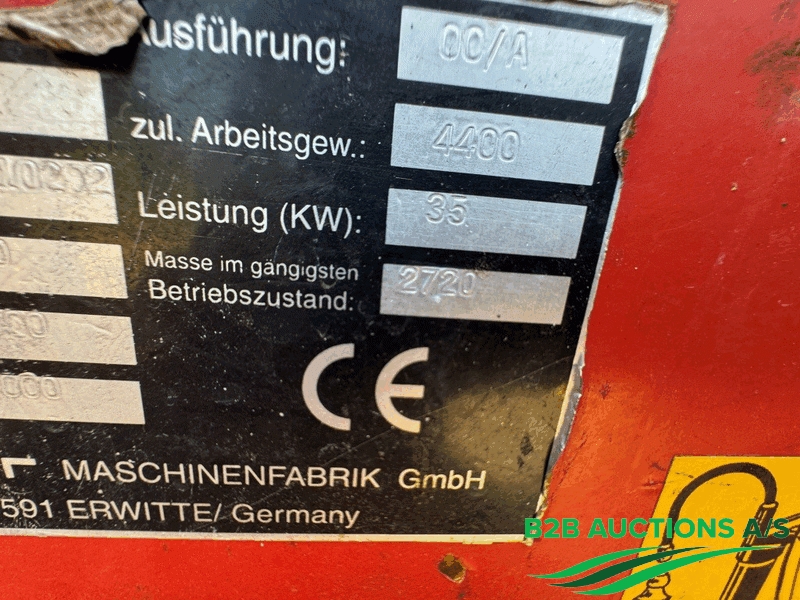 Ausführung: 00/A
zul. Arbeitsgew.: 4400
Leistung (KW): 35
Masse im gängigsten
Betriebszustand: 2720
CE
MASCHINENFABRIK GmbH
591 ERWITTE/ Germany
B2B AUCTIONS A/S